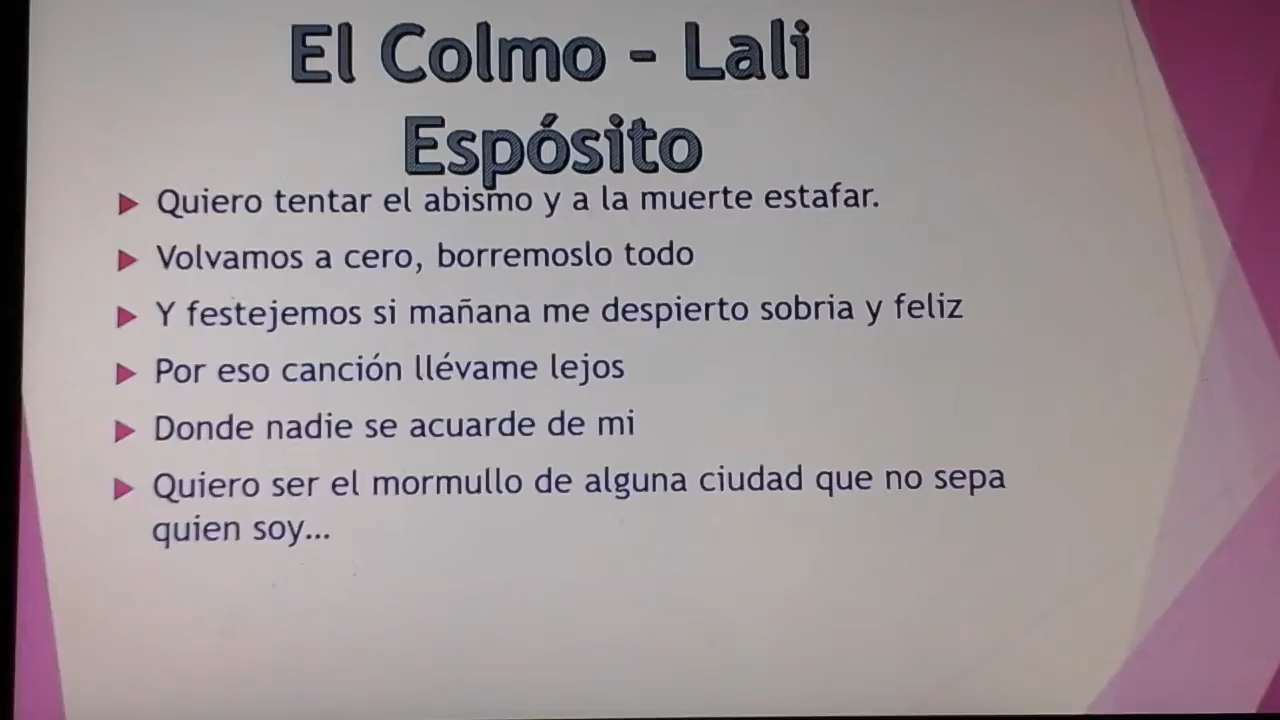 El Colmo - Lali
Espósito
Quiero tentar el abismo y a la muerte estafar.
Volvamos a cero, borremoslo todo
Y festejemos si mañana me despierto sobria y feliz
Por eso canción llévame lejos
Donde nadie se acuarde de mi
Quiero ser el mormullo de alguna ciudad que no sepa
quien soy...